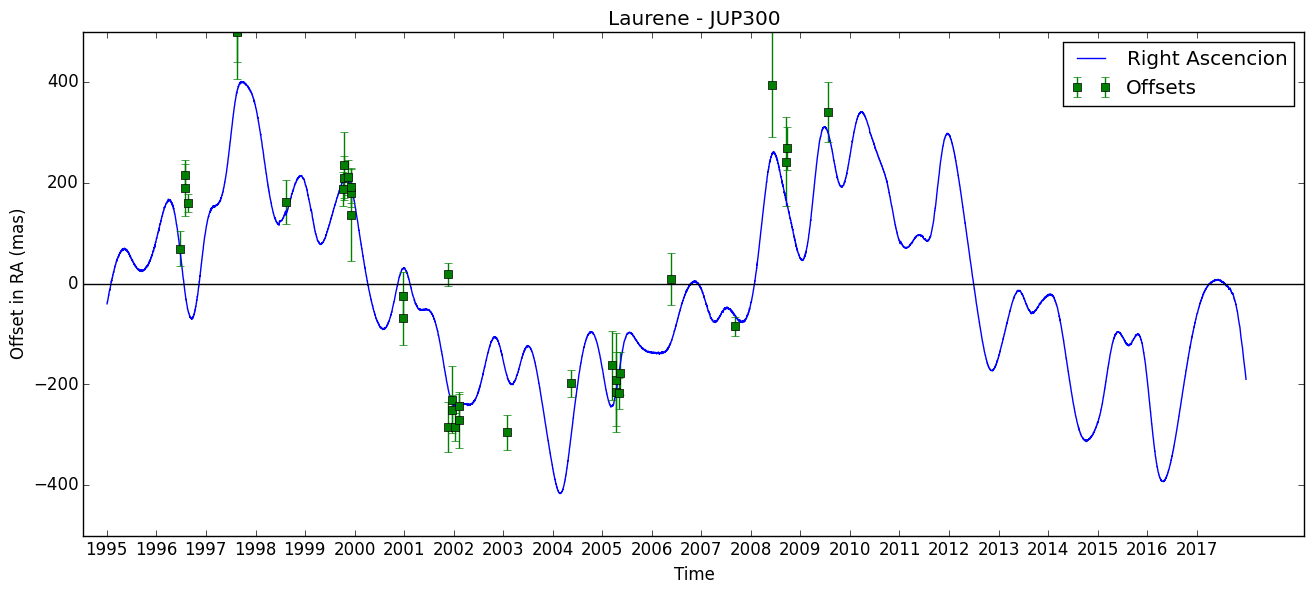 Laurene - JUP300
Right Ascencion
Offsets
Offset in RA (mas)
400
200
0
−200
−400
1995 1996 1997 1998 1999 2000 2001 2002 2003 2004 2005 2006 2007 2008 2009 2010 2011 2012 2013 2014 2015 2016 2017
Time